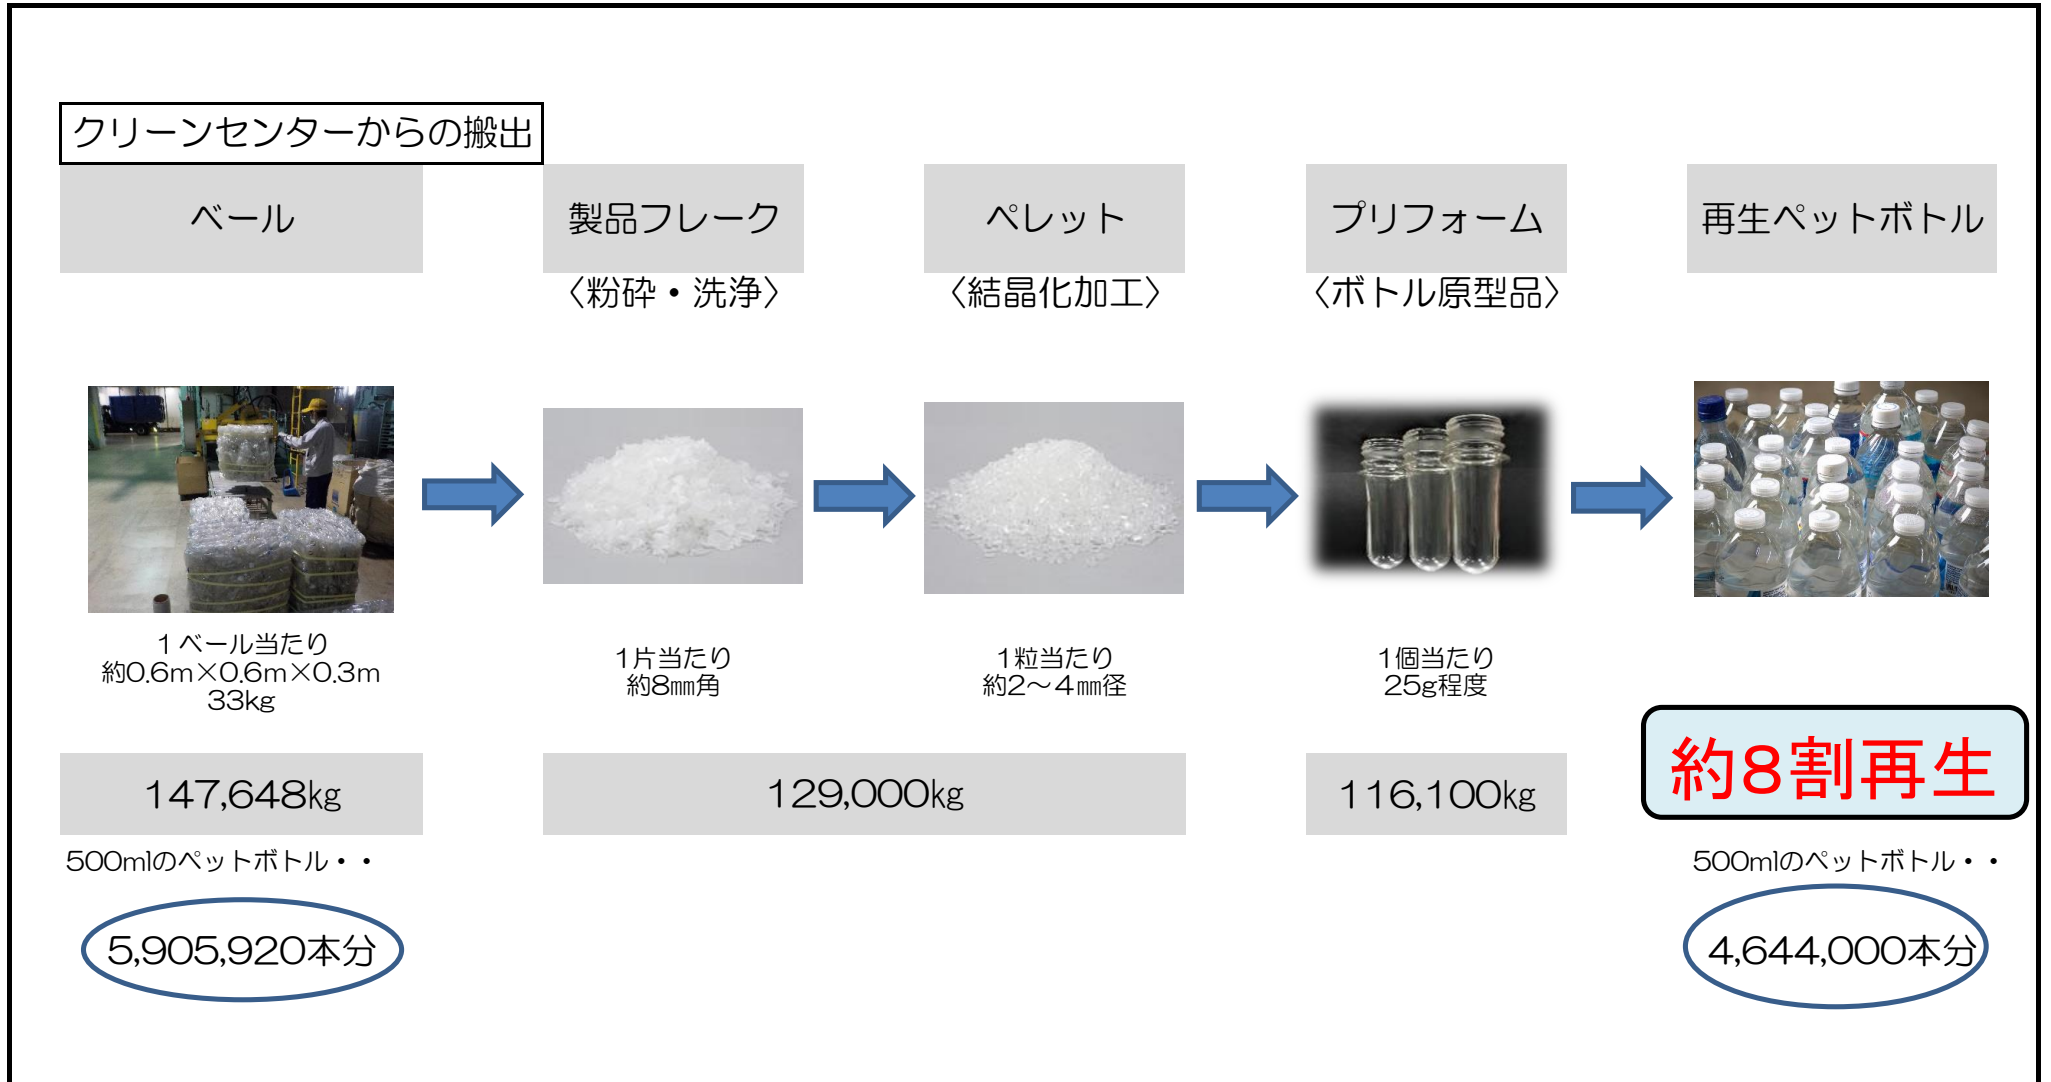 クリーンセンターからの搬出
ベール
製品フレーク
ペレット
プリフォーム
再生ペットボトル
〈粉砕・洗浄〉
〈結晶化加工〉
〈ボトル原型品〉
1ベール当たり
約0.6m×0.6m×0.3m
33kg
1片当たり
約8㎜角
1粒当たり
約2～4㎜径
1個当たり
25g程度
147,648㎏
129,000㎏
116,100㎏
約8割再生
500mlのペットボトル・・
5,905,920本分
500mlのペットボトル・・
4,644,000本分